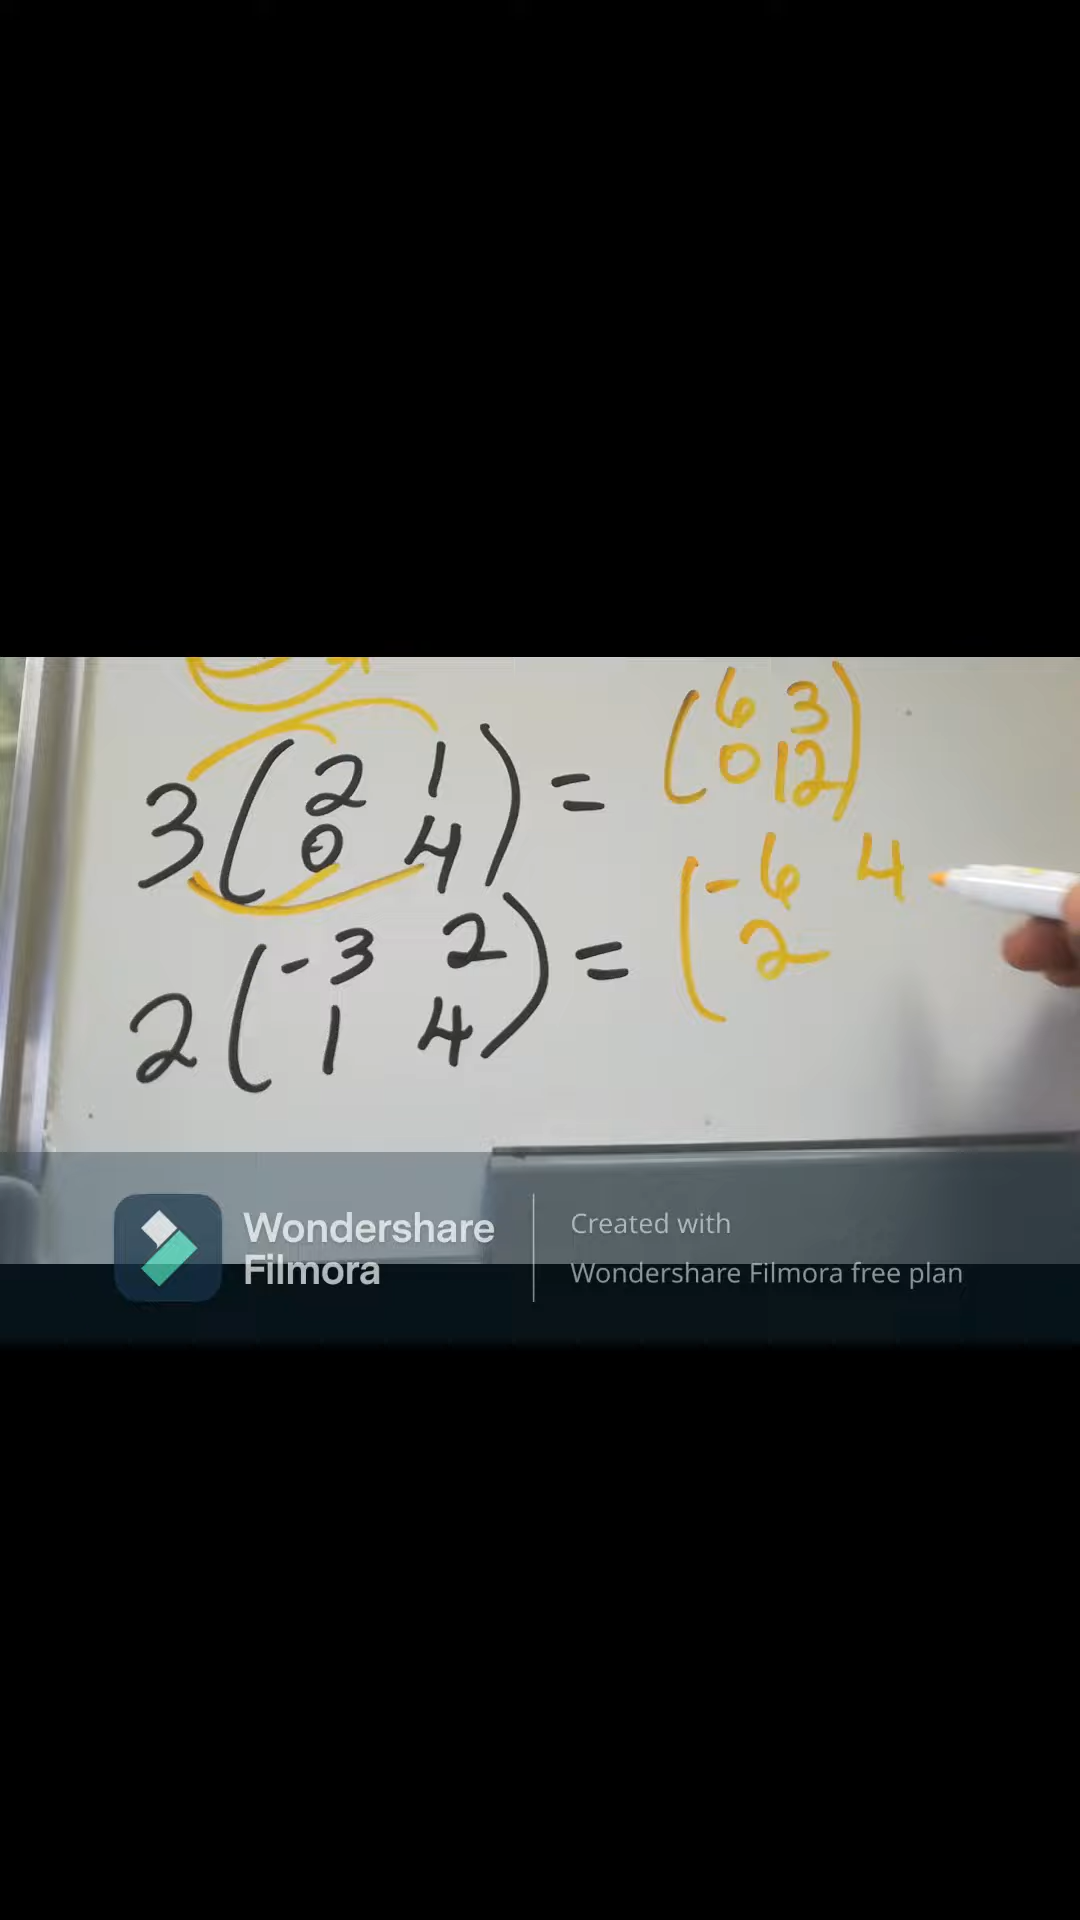 3(2 1
0 4) = (6 3
0 12)
2(-3 2
1 4) = (-6 4
2
Wondershare
Filmora
Created with
Wondershare Filmora free plan